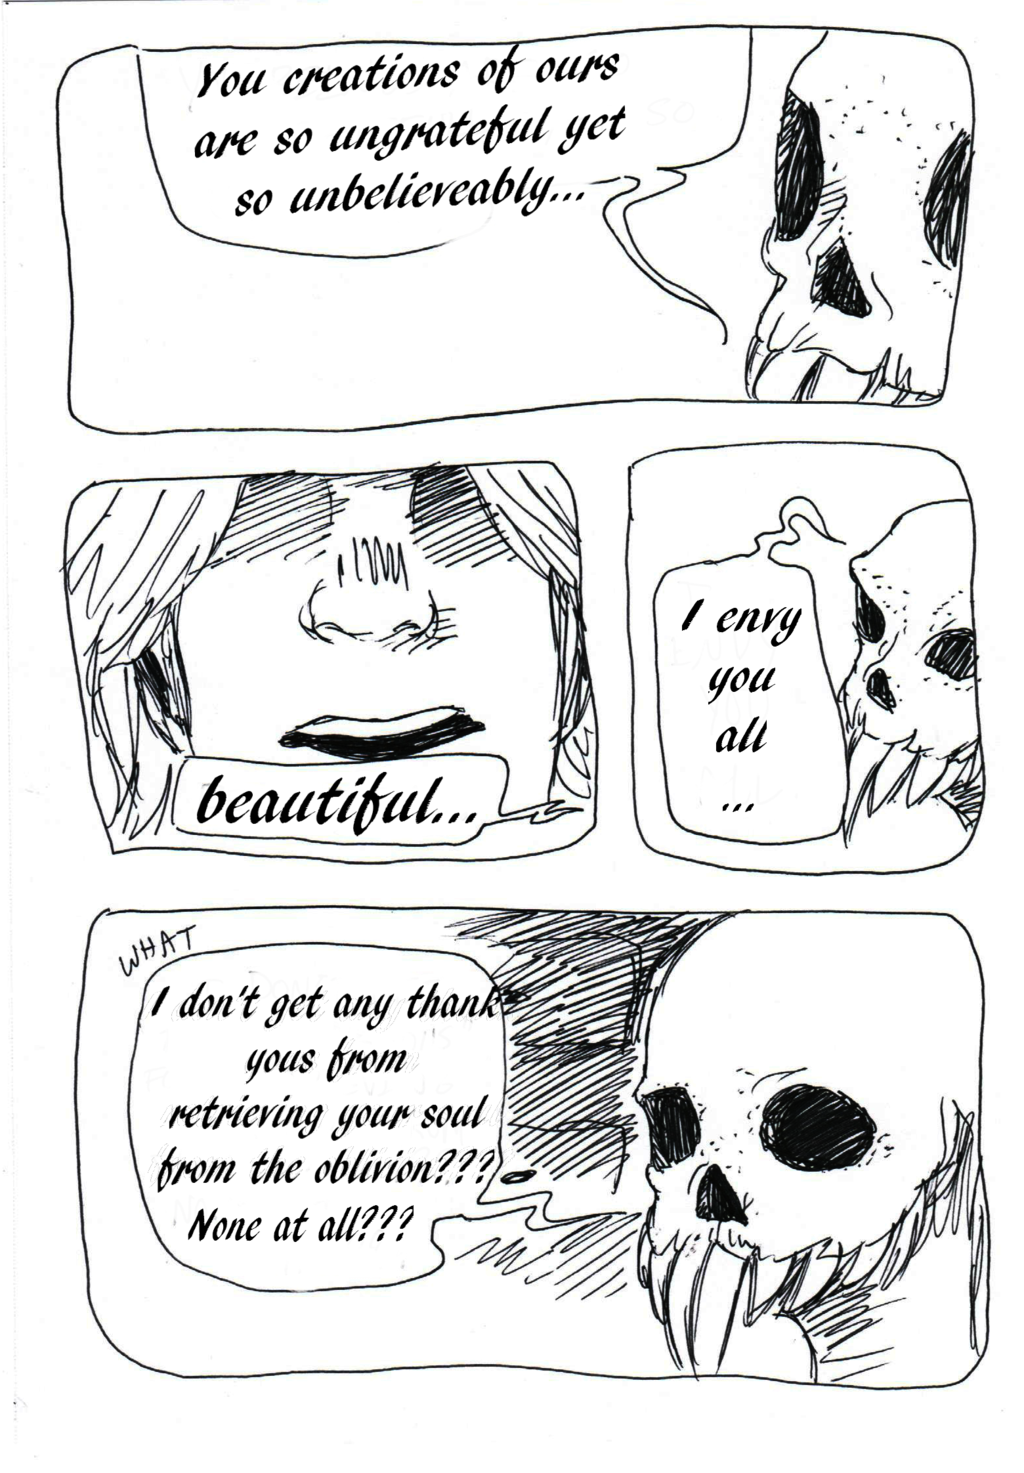 You creations of ours
are so ungrateful yet
so unbelieveably...
beautiful...
I envy
you
all
...
WHAT
I don't get any thank
yous from
retrieving your soul
from the oblivion???
None at all???